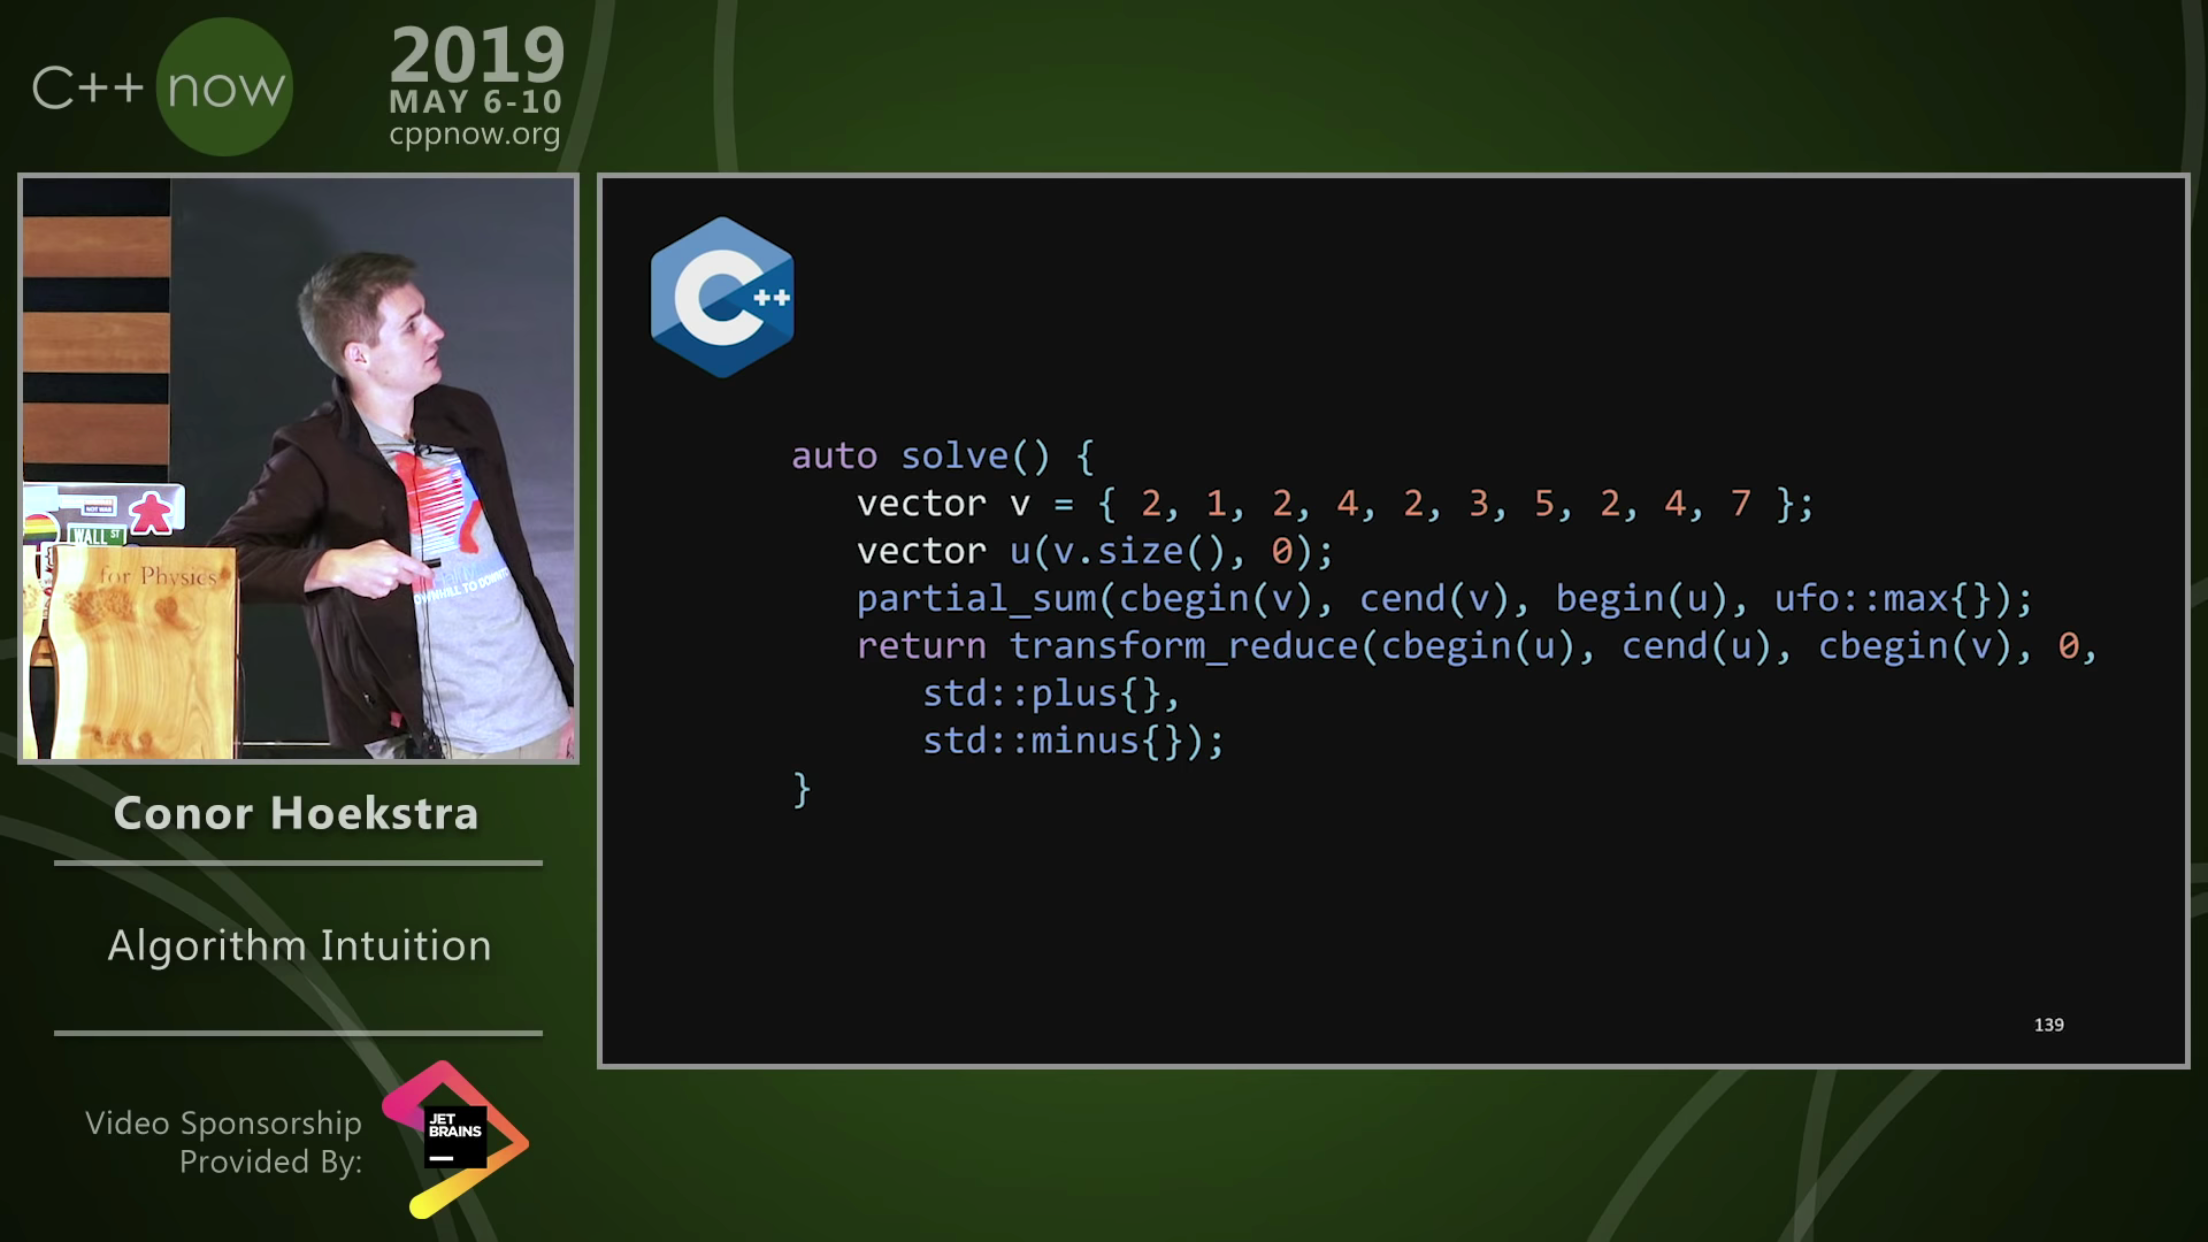 C++ now
2019
MAY 6-10
cppnow.org
WALL ST
for Physics
C++
auto solve() {
vector v = { 2, 1, 2, 4, 2, 3, 5, 2, 4, 7 };
vector u(v.size(), 0);
partial_sum(cbegin(v), cend(v), begin(u), ufo::max{});
return transform_reduce(cbegin(u), cend(u), cbegin(v), 0,
std::plus{},
std::minus{});
}
139
Conor Hoekstra
Algorithm Intuition
Video Sponsorship
Provided By:
JET
BRAINS